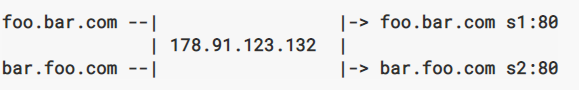 foo.bar.com --|                 |-> foo.bar.com s1:80
              | 178.91.123.132  |
bar.foo.com --|                 |-> bar.foo.com s2:80